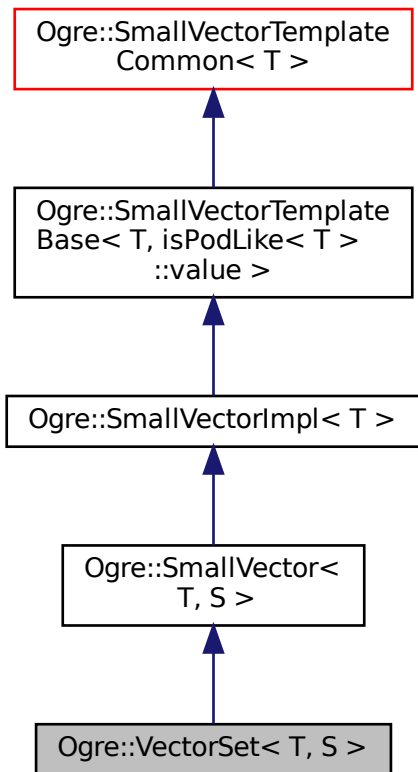 Ogre::SmallVectorTemplate
Common< T >
Ogre::SmallVectorTemplate
Base< T, isPodLike< T >
::value >
Ogre::SmallVectorImpl< T >
Ogre::SmallVector<
T, S >
Ogre::VectorSet< T, S >